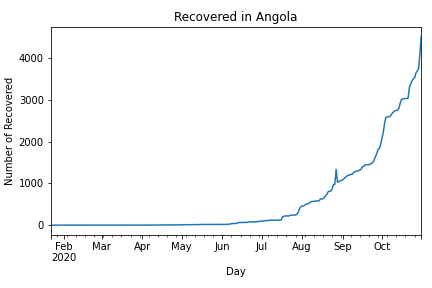 Recovered in Angola
Number of Recovered
4000
3000
2000
1000
0
Feb Mar Apr May Jun Jul Aug Sep Oct
2020
Day